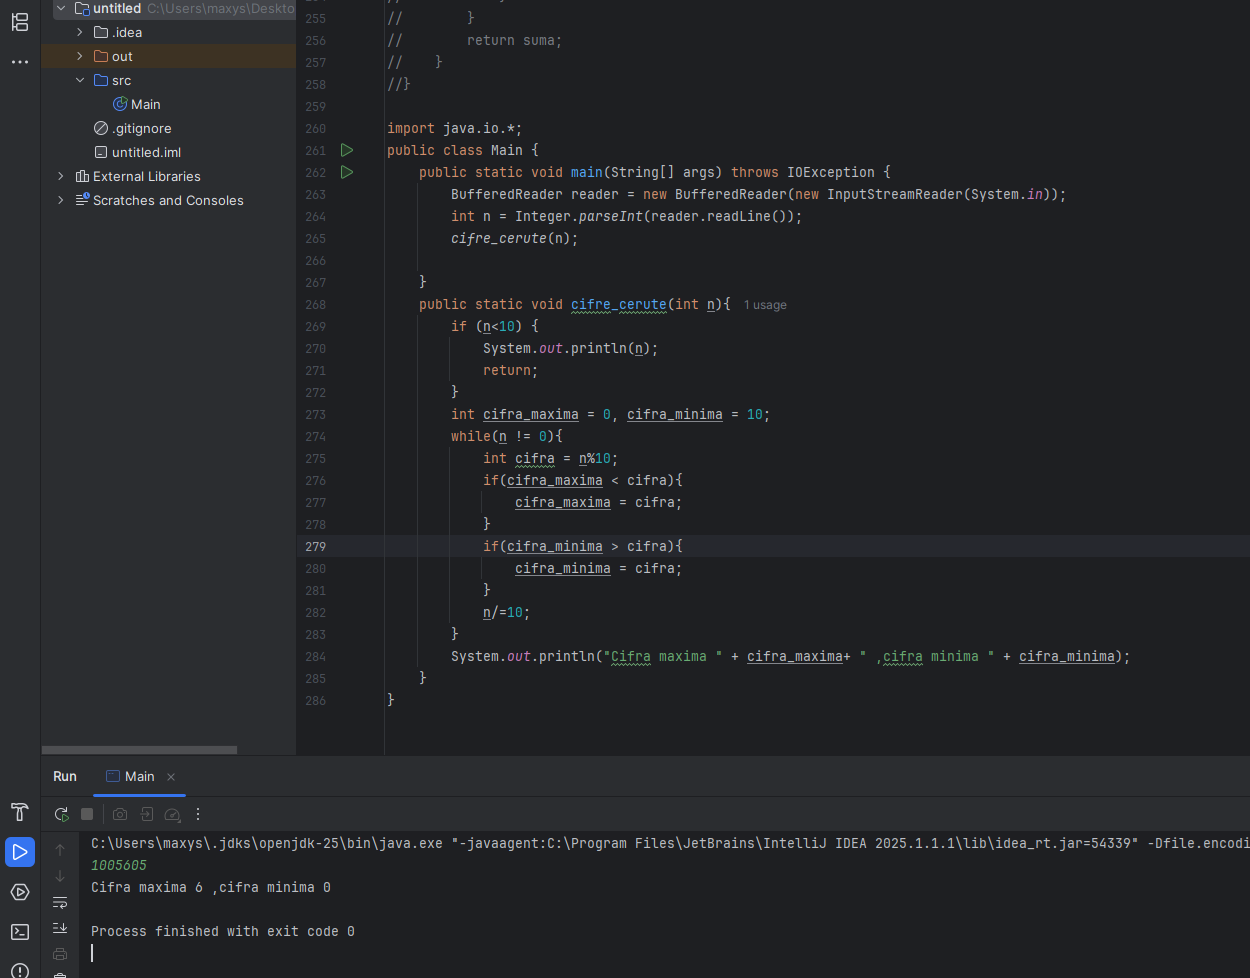 untitled C:\Users\maxys\Deskto
.idea
out
src
Main
.gitignore
untitled.iml
External Libraries
Scratches and Consoles
255 //        }
256 //        return suma;
257 //    }
258 //}
259
260 import java.io.*;
261 public class Main {
262     public static void main(String[] args) throws IOException {
263         BufferedReader reader = new BufferedReader(new InputStreamReader(System.in));
264         int n = Integer.parseInt(reader.readLine());
265         cifre_cerute(n);
266
267     }
268     public static void cifre_cerute(int n){ 1 usage
269         if (n<10) {
270             System.out.println(n);
271             return;
272         }
273         int cifra_maxima = 0, cifra_minima = 10;
274         while(n != 0){
275             int cifra = n%10;
276             if(cifra_maxima < cifra){
277                 cifra_maxima = cifra;
278             }
279             if(cifra_minima > cifra){
280                 cifra_minima = cifra;
281             }
282             n/=10;
283         }
284         System.out.println("Cifra maxima " + cifra_maxima+ " ,cifra minima " + cifra_minima);
285     }
286 }
Run Main
C:\Users\maxys\.jdks\openjdk-25\bin\java.exe "-javaagent:C:\Program Files\JetBrains\IntelliJ IDEA 2025.1.1.1\lib\idea_rt.jar=54339" -Dfile.encodi
1005605
Cifra maxima 6 ,cifra minima 0
Process finished with exit code 0